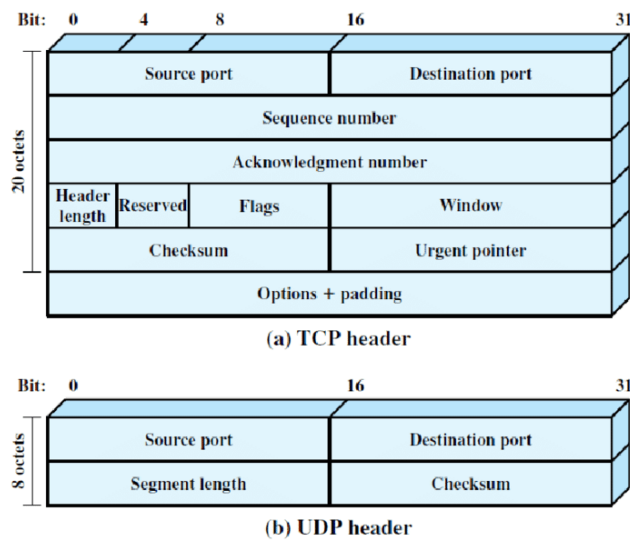 Bit: 0 4 8 16 31
Source port Destination port
Sequence number
20 octets
Acknowledgment number
Header length Reserved Flags Window
Checksum Urgent pointer
Options + padding
(a) TCP header
Bit: 0 16 31
Source port Destination port
8 octets
Segment length Checksum
(b) UDP header